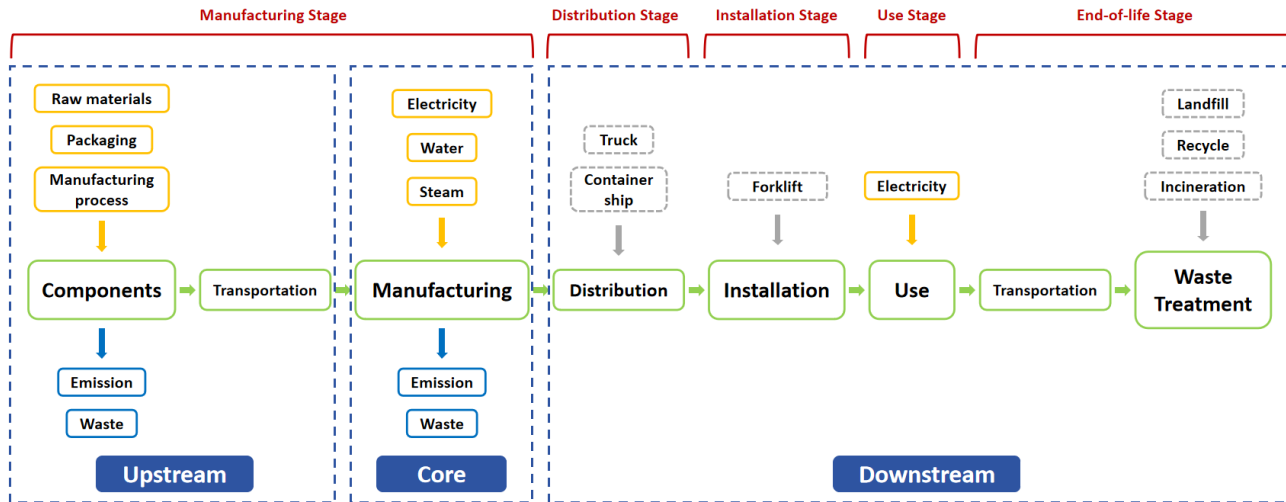 Manufacturing Stage
Distribution Stage
Installation Stage
Use Stage
End-of-life Stage
Raw materials
Packaging
Manufacturing
process
Electricity
Water
Steam
Truck
Container
ship
Forklift
Electricity
Landfill
Recycle
Incineration
Components
Transportation
Manufacturing
Distribution
Installation
Use
Transportation
Waste
Treatment
Emission
Waste
Emission
Waste
Upstream
Core
Downstream